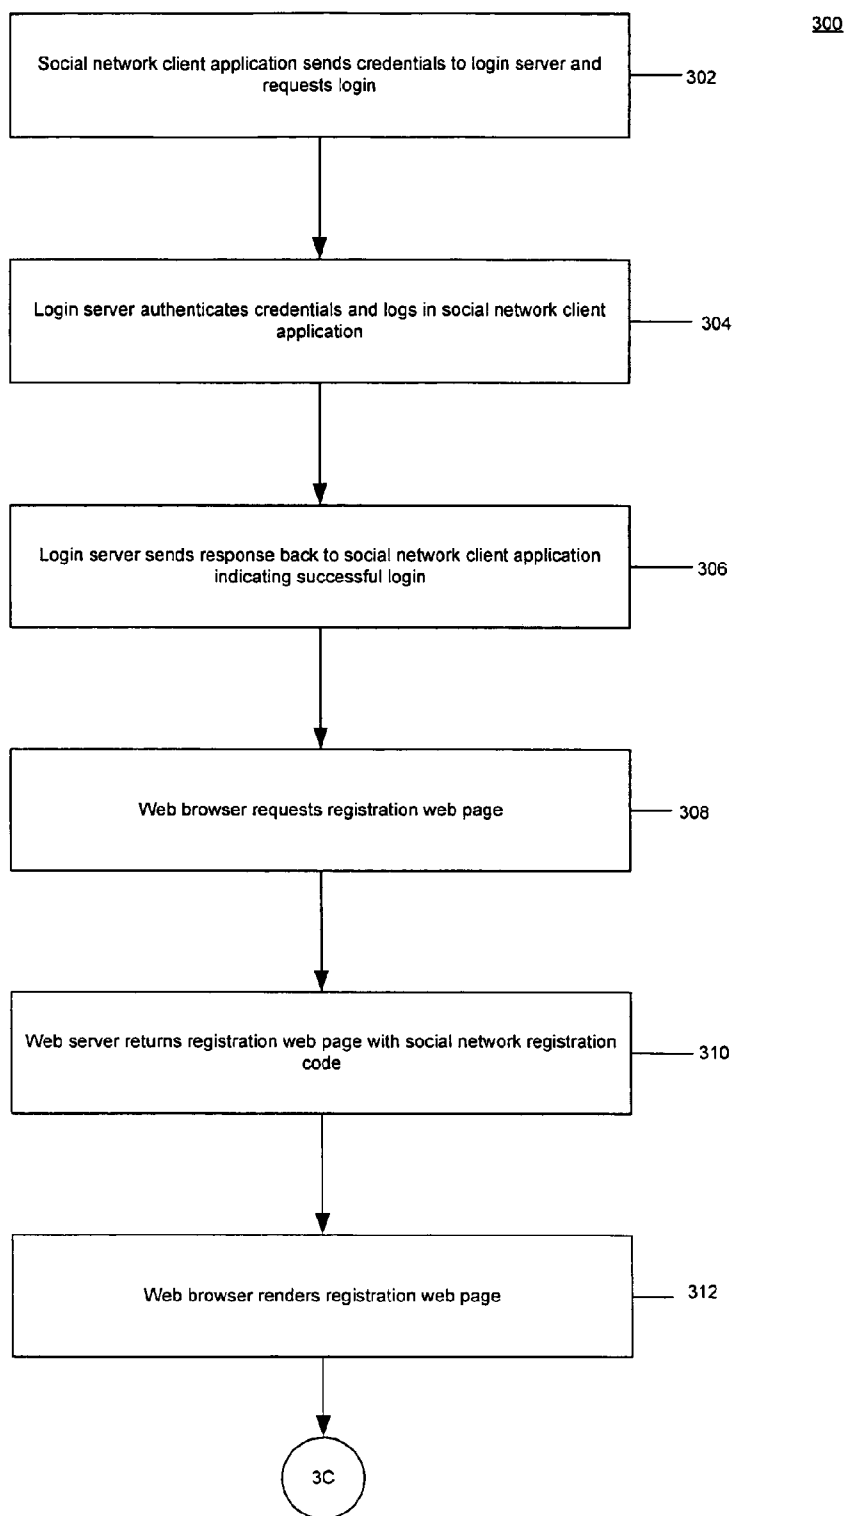 300
Social network client application sends credentials to login server and
requests login
302
Login server authenticates credentials and logs in social network client
application
304
Login server sends response back to social network client application
indicating successful login
306
Web browser requests registration web page
308
Web server returns registration web page with social network registration
code
310
Web browser renders registration web page
312
3C